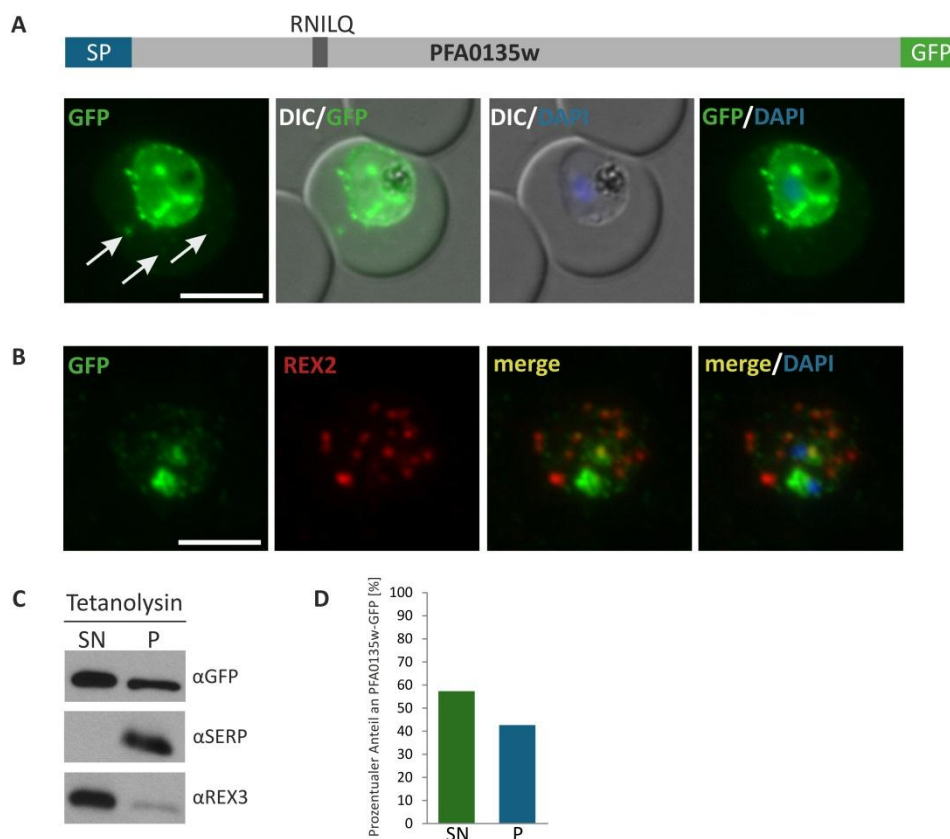 A
RNILQ
SP PFA0135w GFP
GFP DIC/GFP DIC/DAPI GFP/DAPI
B
GFP REX2 merge merge/DAPI
C
Tetanolysin
SN P
αGFP
αSERP
αREX3
D
Prozentualer Anteil an PFA0135w-GFP [%]
100
90
80
70
60
50
40
30
20
10
0
SN P